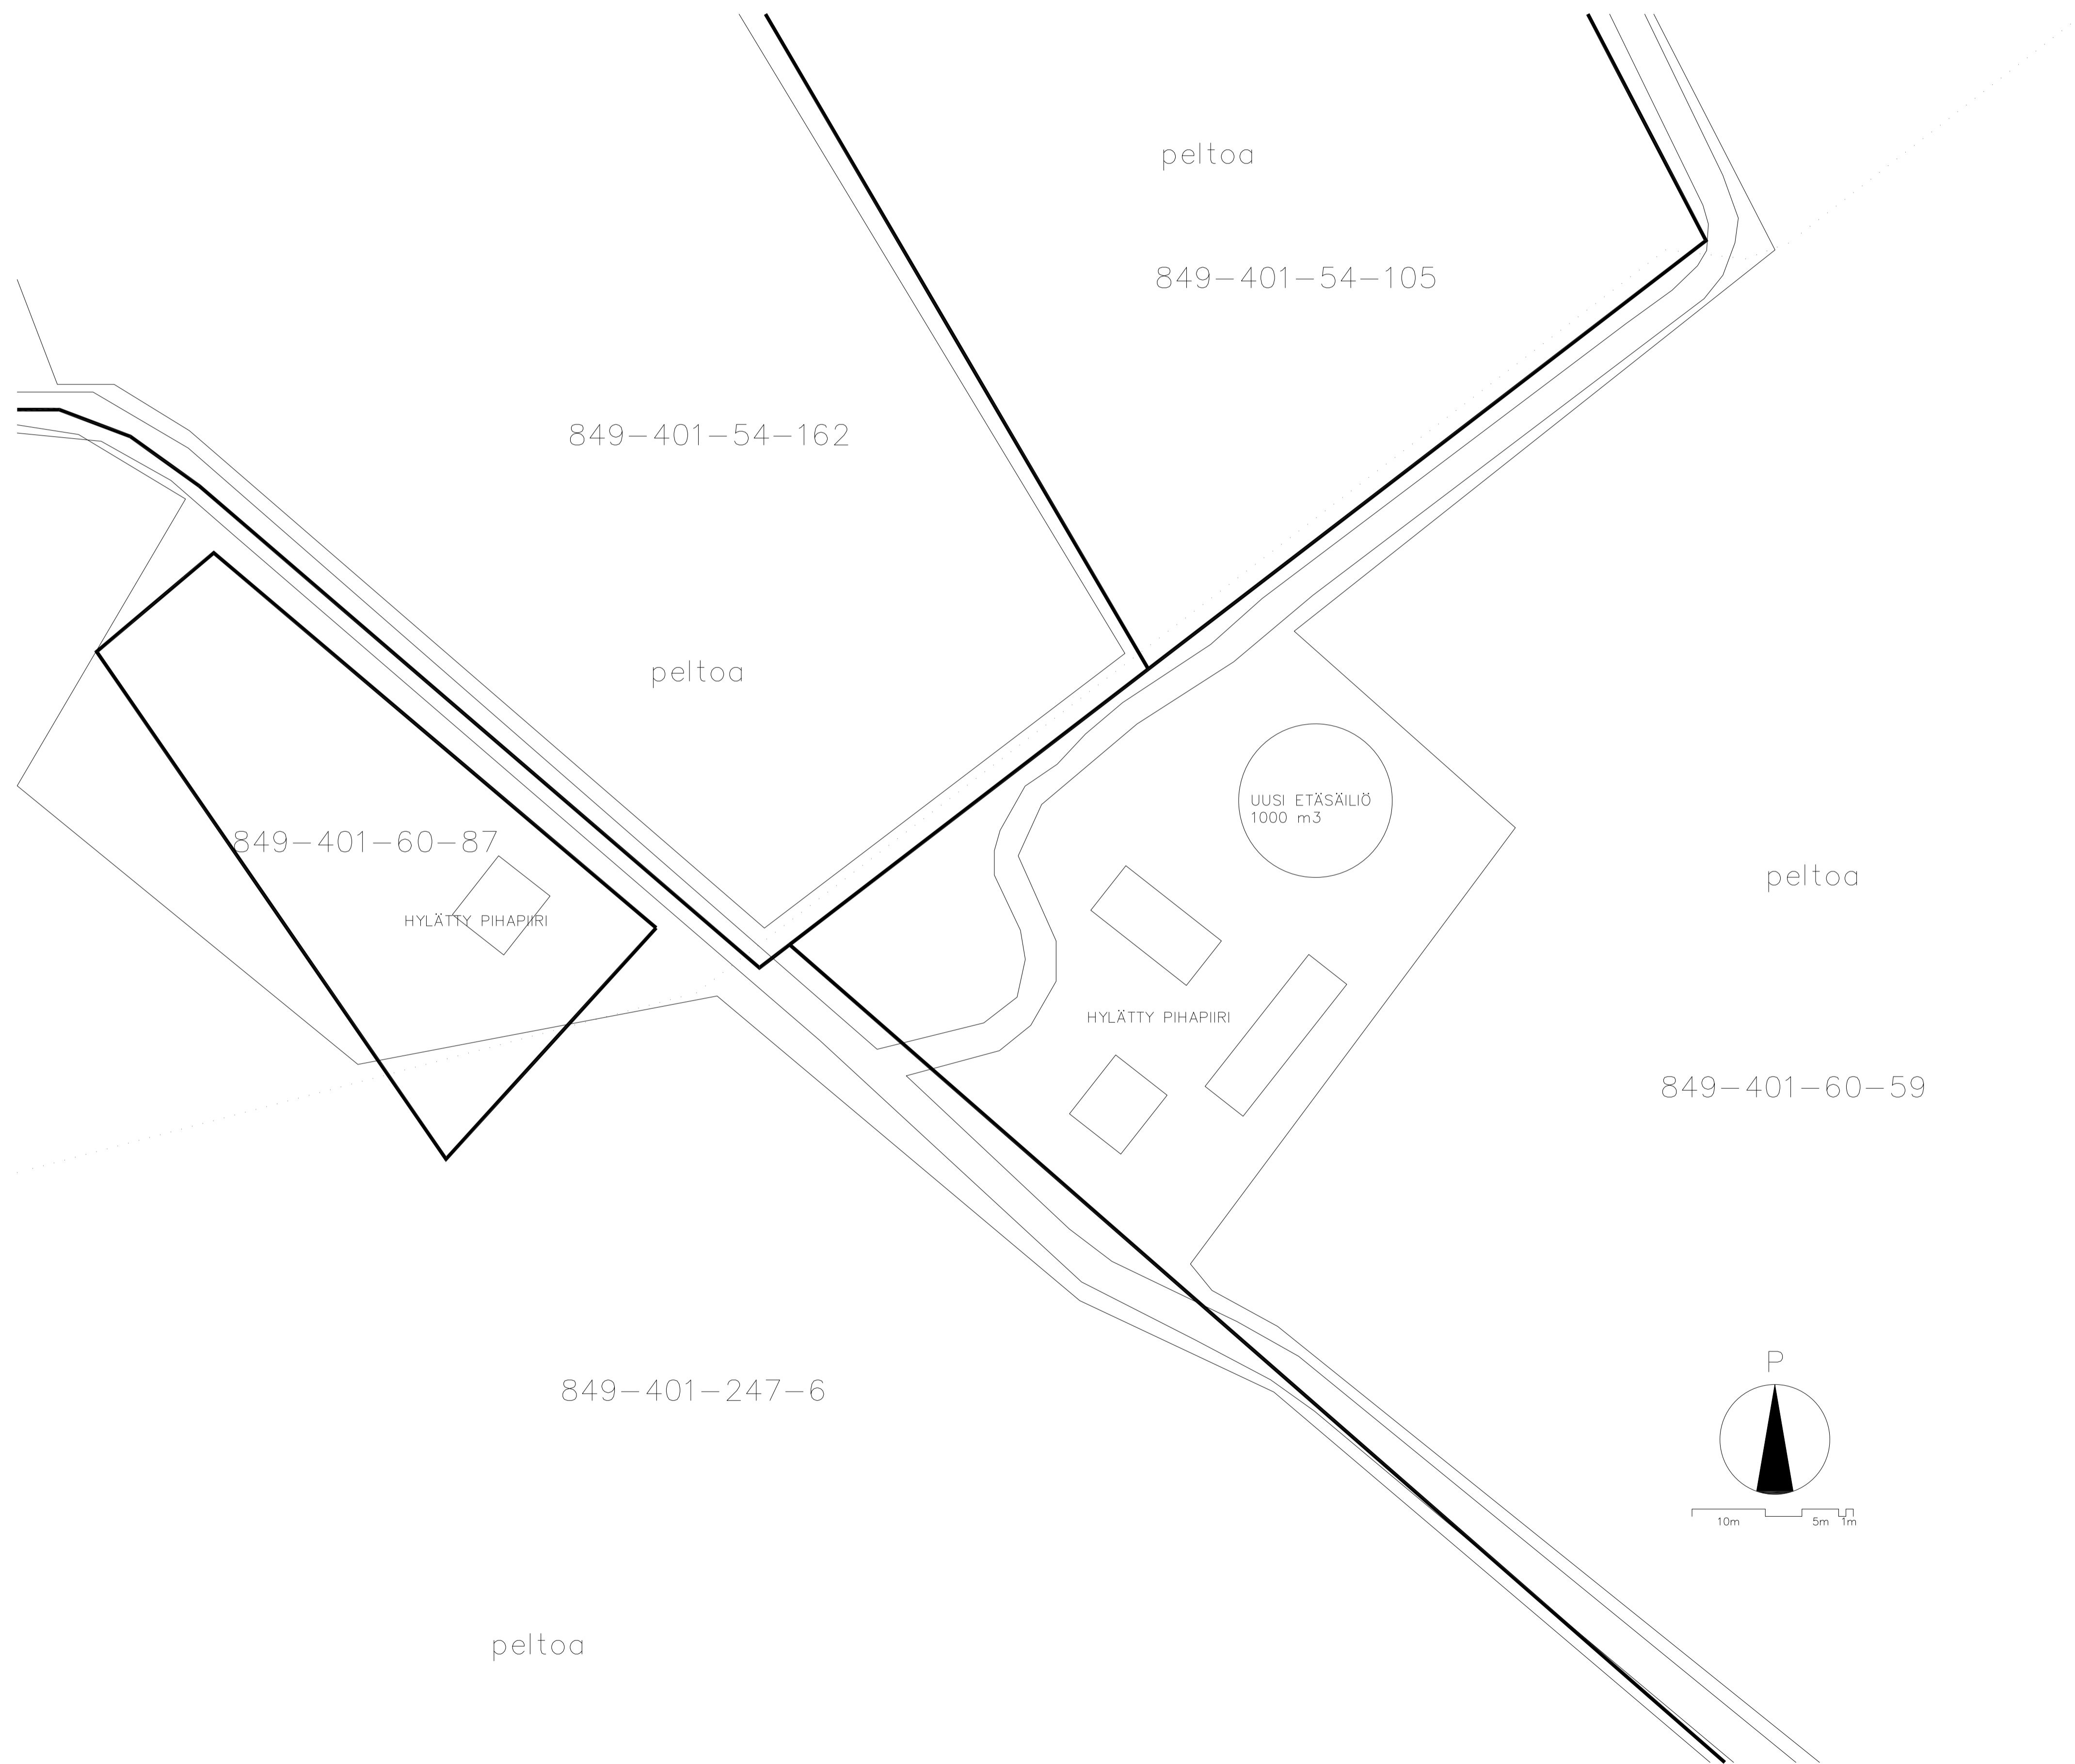 peltoa
849-401-54-105
849-401-54-162
peltoa
UUSI ETÄSÄILIÖ
1000 m3
849-401-60-87
HYLÄTTY PIHAPIIRI
peltoa
HYLÄTTY PIHAPIIRI
849-401-60-59
849-401-247-6
P
10m 5m 1m
peltoa